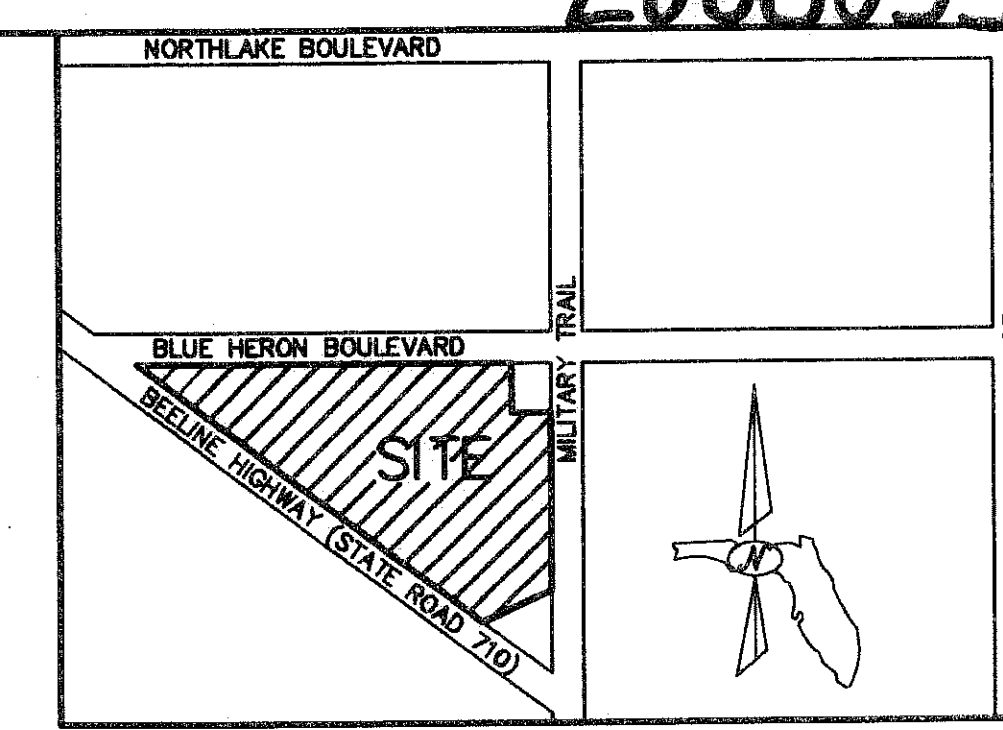 NORTHLAKE BOULEVARD
MILITARY TRAIL
BLUE HERON BOULEVARD
BEELINE HIGHWAY (STATE ROAD 710)
SITE
N